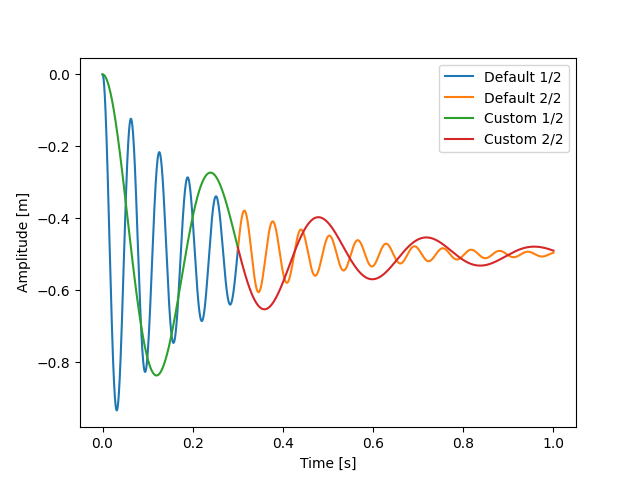 Default 1/2
Default 2/2
Custom 1/2
Custom 2/2
0.0
−0.2
−0.4
−0.6
−0.8
Amplitude [m]
0.0 0.2 0.4 0.6 0.8 1.0
Time [s]